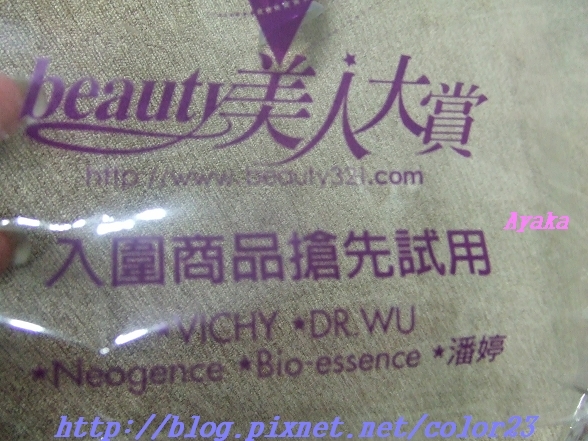 beauty美人大賞
http://www.beauty321.com
Ayaka
入圍商品搶先試用
★VICHY ★DR.WU
★Neogence ★Bio-essence ★潘婷
http://blog.pixnet.net/color23